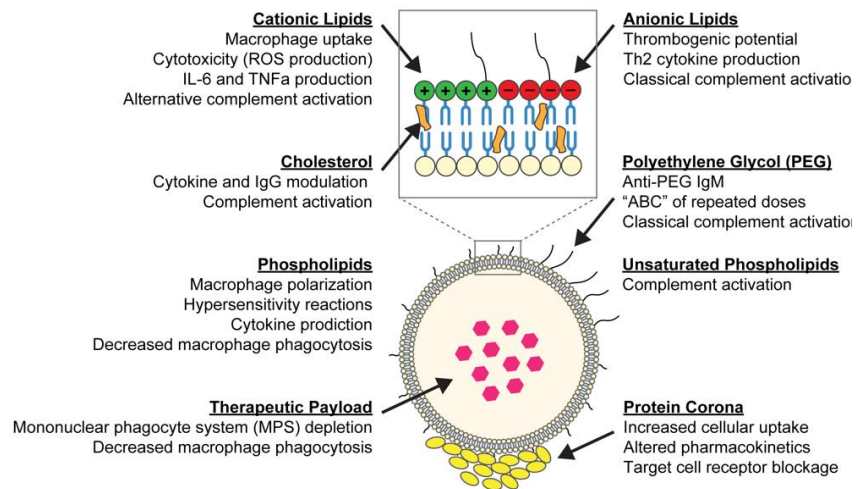 Cationic Lipids
Macrophage uptake
Cytotoxicity (ROS production)
IL-6 and TNFa production
Alternative complement activation
Anionic Lipids
Thrombogenic potential
Th2 cytokine production
Classical complement activatio
+ + + + − − − −
Cholesterol
Cytokine and IgG modulation
Complement activation
Polyethylene Glycol (PEG)
Anti-PEG IgM
“ABC” of repeated doses
Classical complement activatio
Phospholipids
Macrophage polarization
Hypersensitivity reactions
Cytokine prodiction
Decreased macrophage phagocytosis
Unsaturated Phospholipids
Complement activation
Therapeutic Payload
Mononuclear phagocyte system (MPS) depletion
Decreased macrophage phagocytosis
Protein Corona
Increased cellular uptake
Altered pharmacokinetics
Target cell receptor blockage